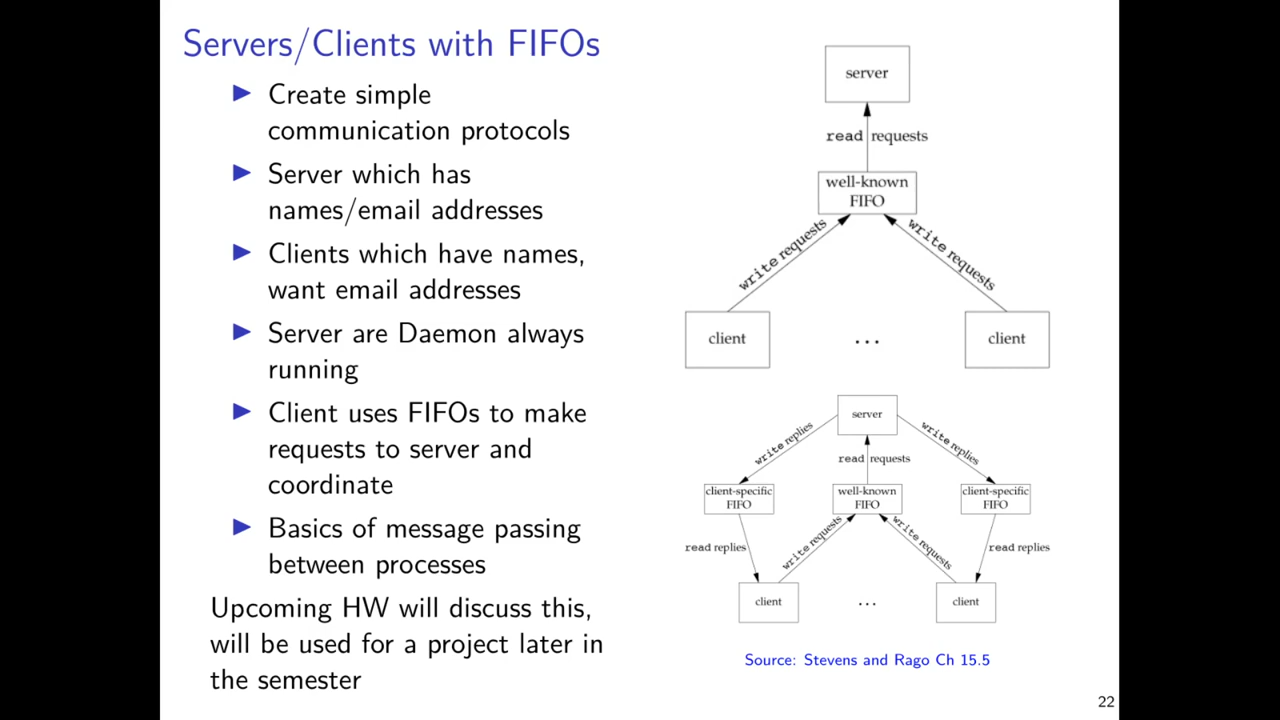 Servers/Clients with FIFOs
Create simple
communication protocols
Server which has
names/email addresses
Clients which have names,
want email addresses
Server are Daemon always
running
Client uses FIFOs to make
requests to server and
coordinate
Basics of message passing
between processes
Upcoming HW will discuss this,
will be used for a project later in
the semester
server
read requests
well-known
FIFO
write requests
write requests
client
...
client
server
write replies
write replies
read requests
client-specific
FIFO
well-known
FIFO
client-specific
FIFO
read replies
write requests
write requests
read replies
client
...
client
Source: Stevens and Rago Ch 15.5
22